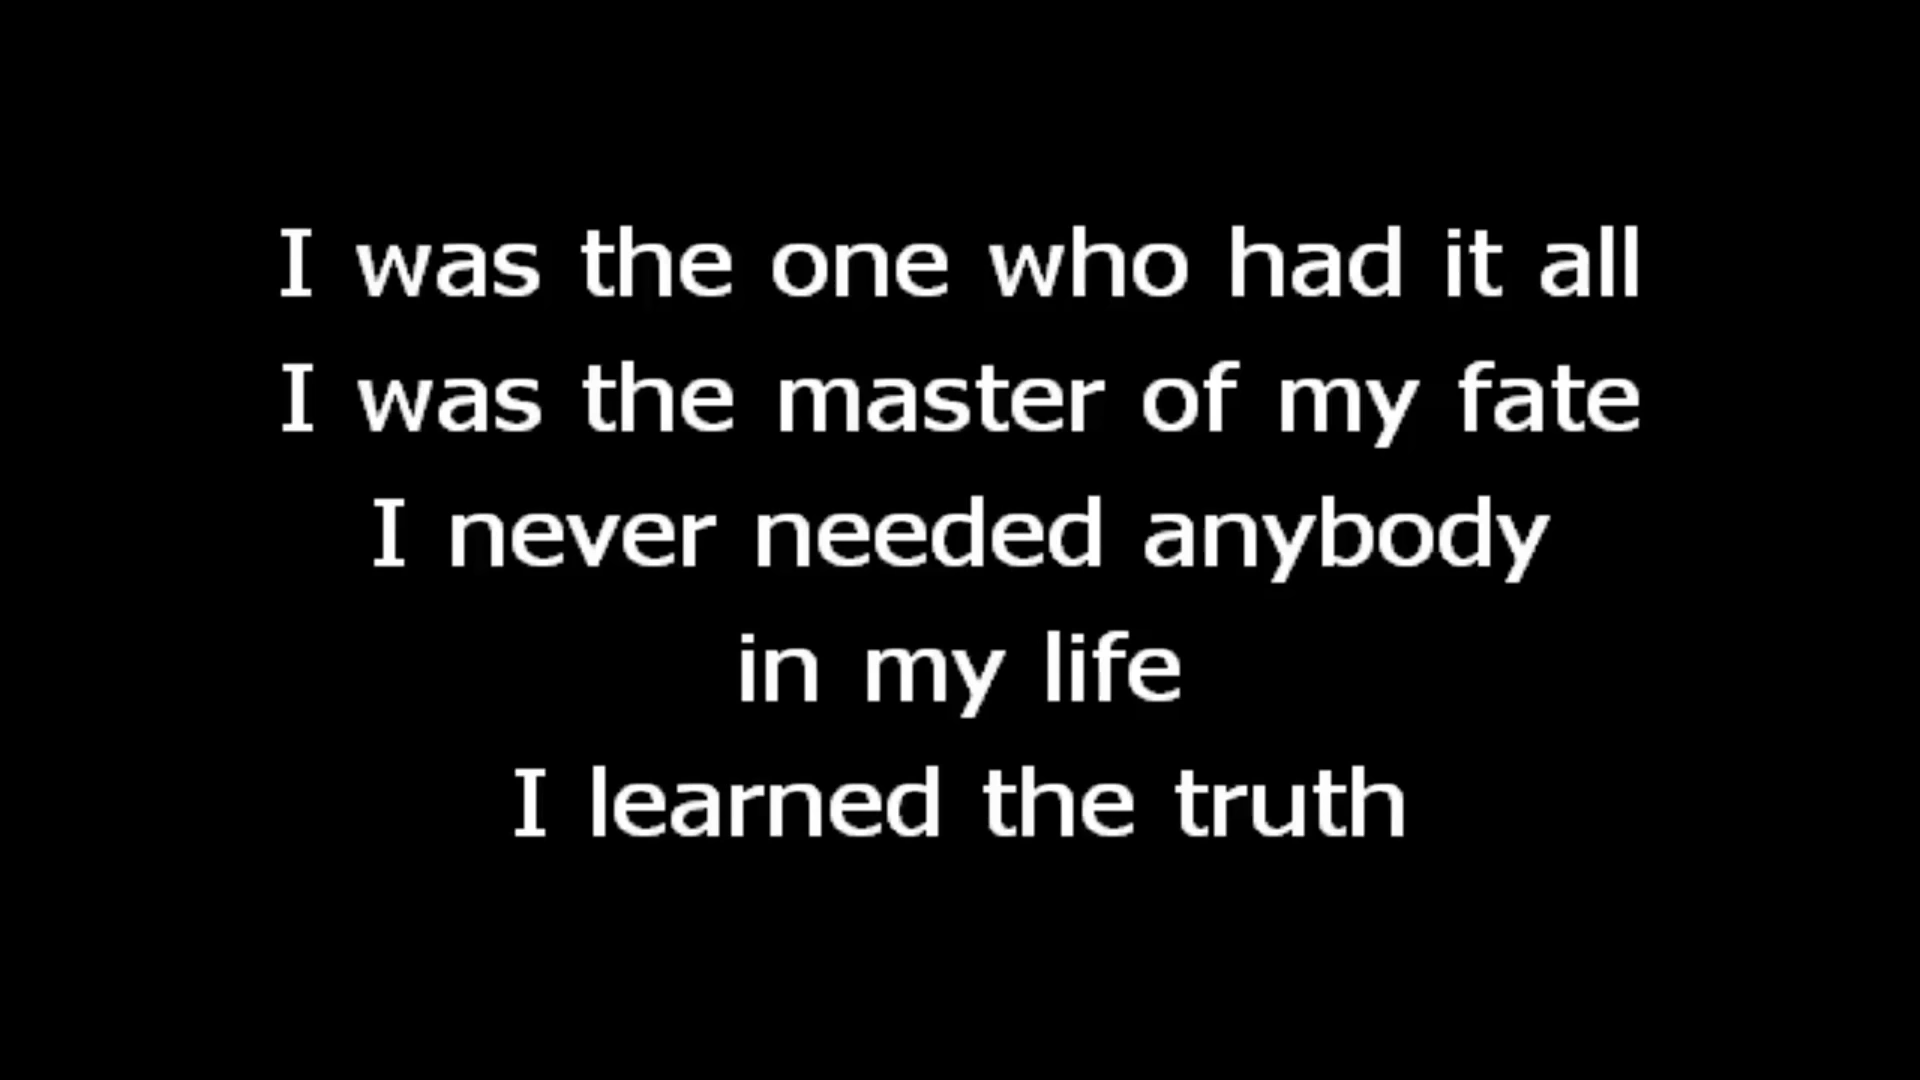 I was the one who had it all
I was the master of my fate
I never needed anybody
in my life
I learned the truth